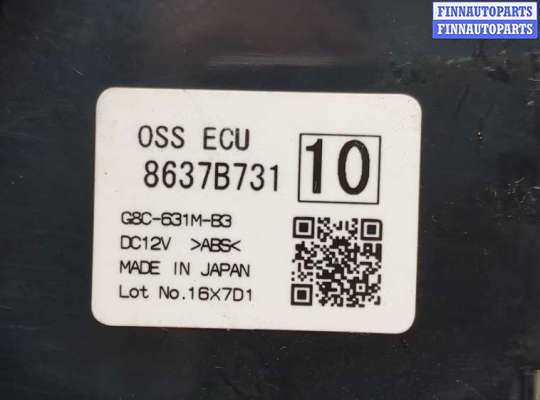 FINNAUTOPARTS
FINNAUTOPARTS
OSS ECU
8637B731
10
G8C-631M-B3
DC12V >ABS<
MADE IN JAPAN
Lot No.16X7D1